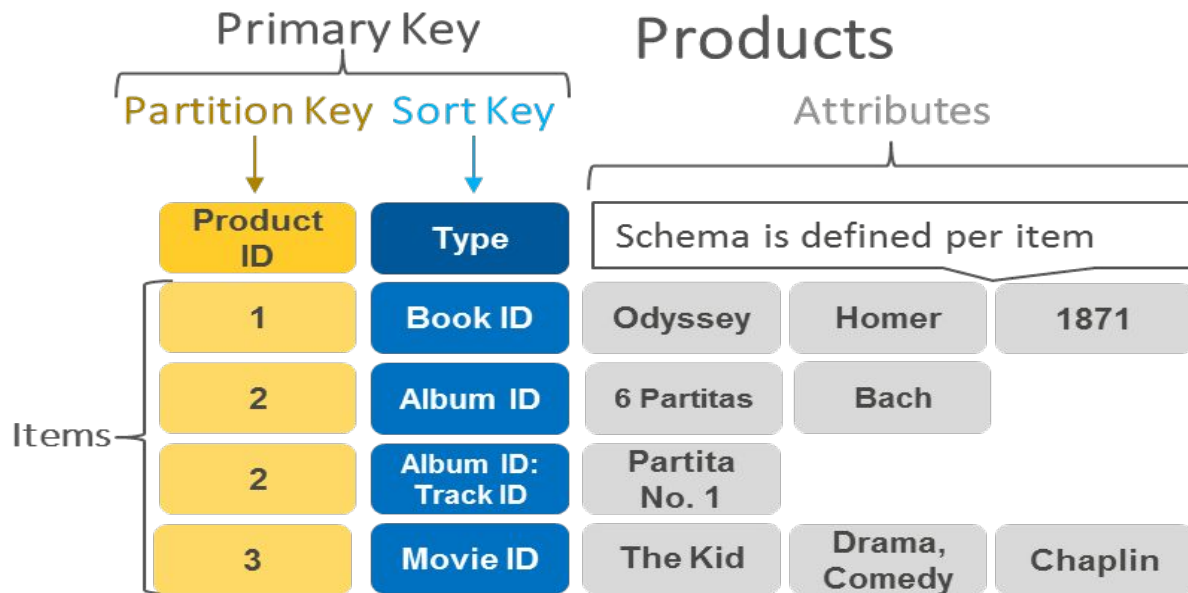 Primary Key
Products
Partition Key
Sort Key
Attributes
Product
ID
Type
Schema is defined per item
Items
1
Book ID
Odyssey
Homer
1871
2
Album ID
6 Partitas
Bach
2
Album ID:
Track ID
Partita
No. 1
3
Movie ID
The Kid
Drama,
Comedy
Chaplin